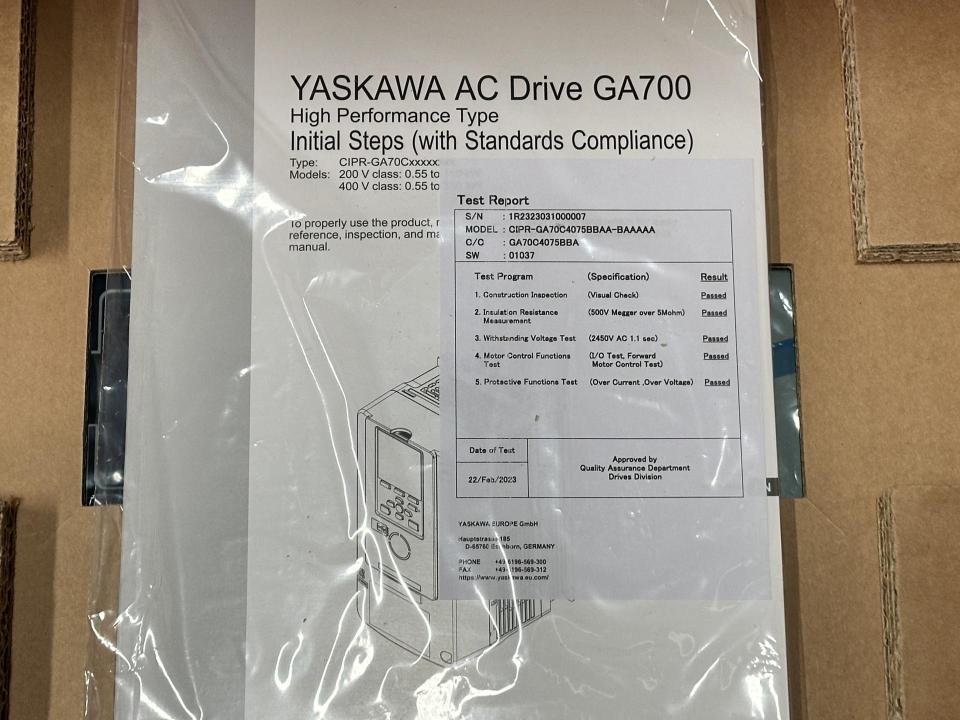 YASKAWA AC Drive GA700
High Performance Type
Initial Steps (with Standards Compliance)
Type: CIPR-GA70Cxxxxx
Models: 200 V class: 0.55 to
400 V class: 0.55 to
To properly use the product, r
reference, inspection, and ma
manual.
Test Report
S/N : 1R2323031000007
MODEL : CIPR-GA70C4075BBAA-BAAAAA
C/C : GA70C4075BBA
SW : 01037
Test Program (Specification) Result
1. Construction Inspection (Visual Check) Passed
2. Insulation Resistance (500V Megger over 5Mohm) Passed
Measurement
3. Withstanding Voltage Test (2450V AC 1.1 sec) Passed
4. Motor Control Functions (I/O Test, Forward Passed
Test Motor Control Test)
5. Protective Functions Test (Over Current ,Over Voltage) Passed
Date of Test
22/Feb/2023
Approved by
Quality Assurance Department
Drives Division
YASKAWA EUROPE GmbH
Hauptstrasse 185
D-65760 Eschborn, GERMANY
PHONE +49-6196-569-300
FAX +49-6196-569-312
https://www.yaskawa.eu.com/